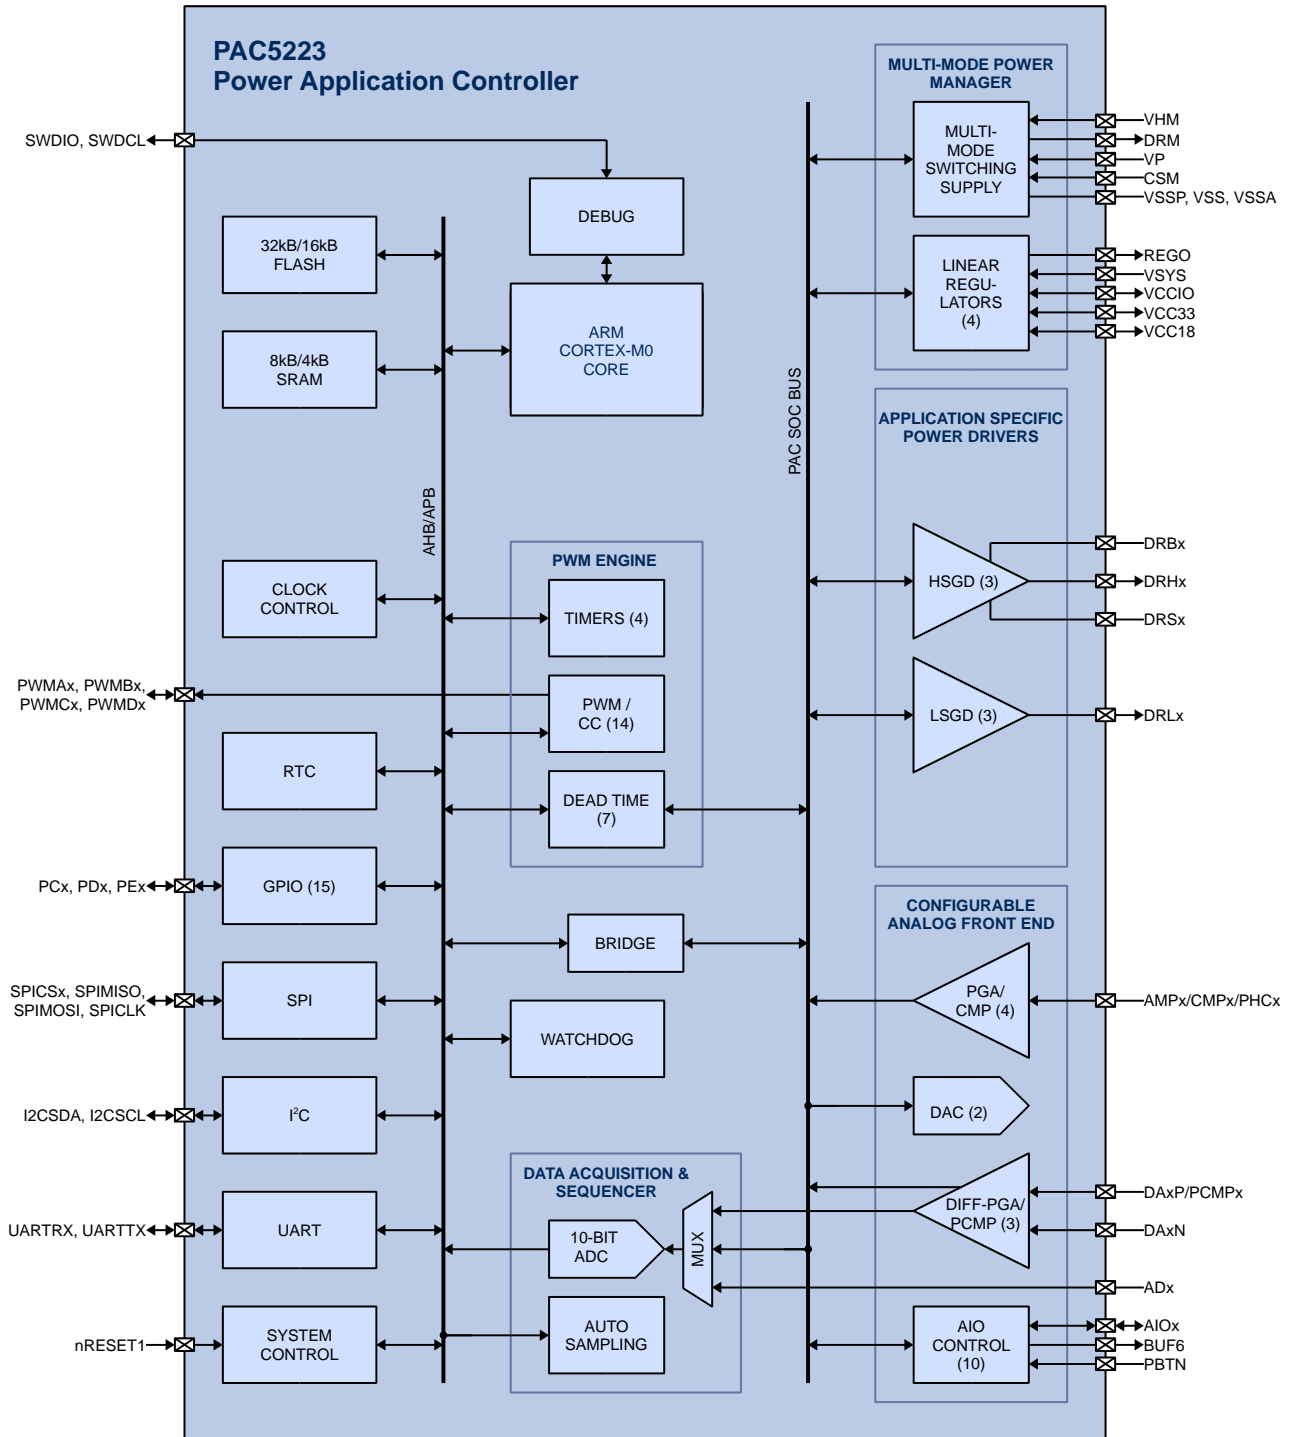 PAC5223
Power Application Controller
MULTI-MODE POWER
MANAGER
SWDIO, SWDCL
DEBUG
32kB/16kB
FLASH
ARM
CORTEX-M0
CORE
8kB/4kB
SRAM
AHB/APB
PAC SOC BUS
MULTI-
MODE
SWITCHING
SUPPLY
VHM
DRM
VP
CSM
VSSP, VSS, VSSA
LINEAR
REGU-
LATORS
(4)
REGO
VSYS
VCCIO
VCC33
VCC18
APPLICATION SPECIFIC
POWER DRIVERS
HSGD (3)
DRBx
DRHx
DRSx
LSGD (3)
DRLx
CLOCK
CONTROL
PWM ENGINE
TIMERS (4)
PWMAx, PWMBx,
PWMCx, PWMDx
PWM /
CC (14)
RTC
DEAD TIME
(7)
PCx, PDx, PEx
GPIO (15)
BRIDGE
SPICSx, SPIMISO,
SPIMOSI, SPICLK
SPI
WATCHDOG
I2CSDA, I2CSCL
I²C
CONFIGURABLE
ANALOG FRONT END
PGA/
CMP (4)
AMPx/CMPx/PHCx
DAC (2)
DATA ACQUISITION &
SEQUENCER
DIFF-PGA/
PCMP (3)
DAxP/PCMPx
DAxN
UARTRX, UARTTX
UART
10-BIT
ADC
MUX
ADx
nRESET1
SYSTEM
CONTROL
AUTO
SAMPLING
AIO
CONTROL
(10)
AIOx
BUF6
PBTN